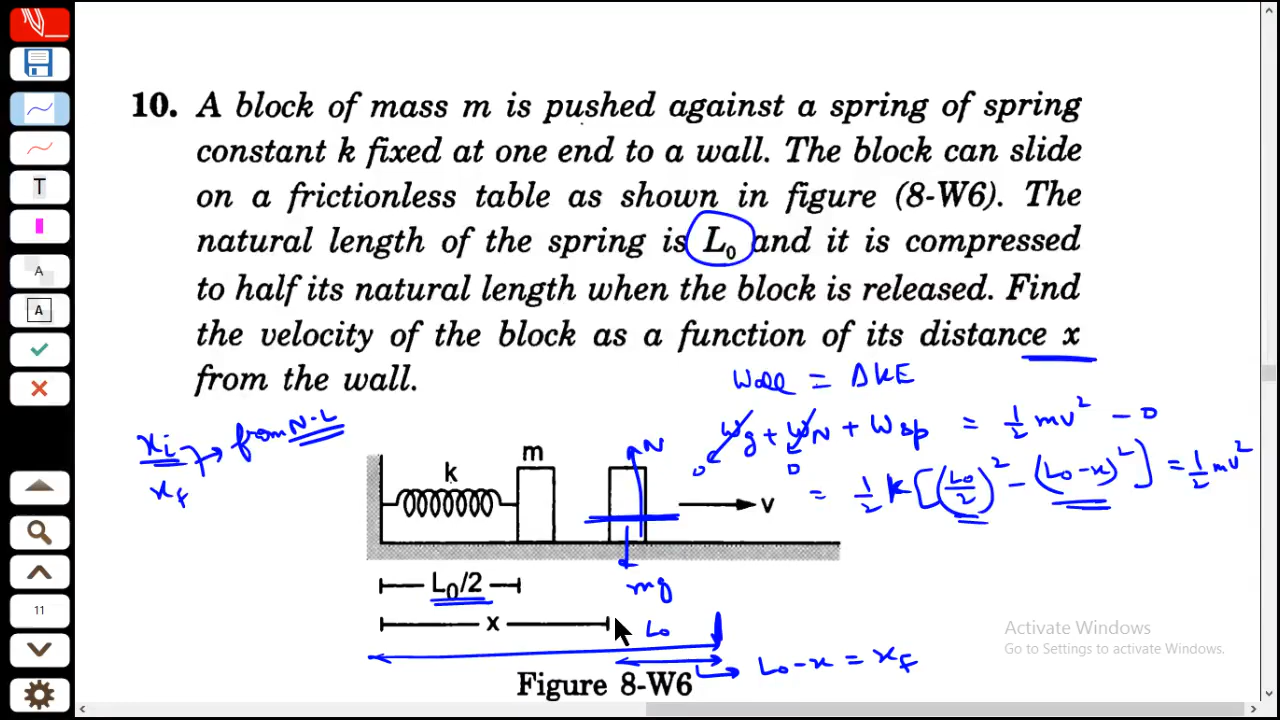 10. A block of mass m is pushed against a spring of spring
constant k fixed at one end to a wall. The block can slide
on a frictionless table as shown in figure (8-W6). The
natural length of the spring is L₀ and it is compressed
to half its natural length when the block is released. Find
the velocity of the block as a function of its distance x
from the wall.
Wall = ΔKE
Wg + WN + Wsp = ½ mv² - 0
0 0
= ½ k[(L₀/2)² - (L₀-x)²] = ½ mv²
xi
xf
from N.L
k
m
N
v
mg
L₀/2
x
L₀
L₀-x = xf
Figure 8-W6
T
A
A
11
Activate Windows
Go to Settings to activate Windows.